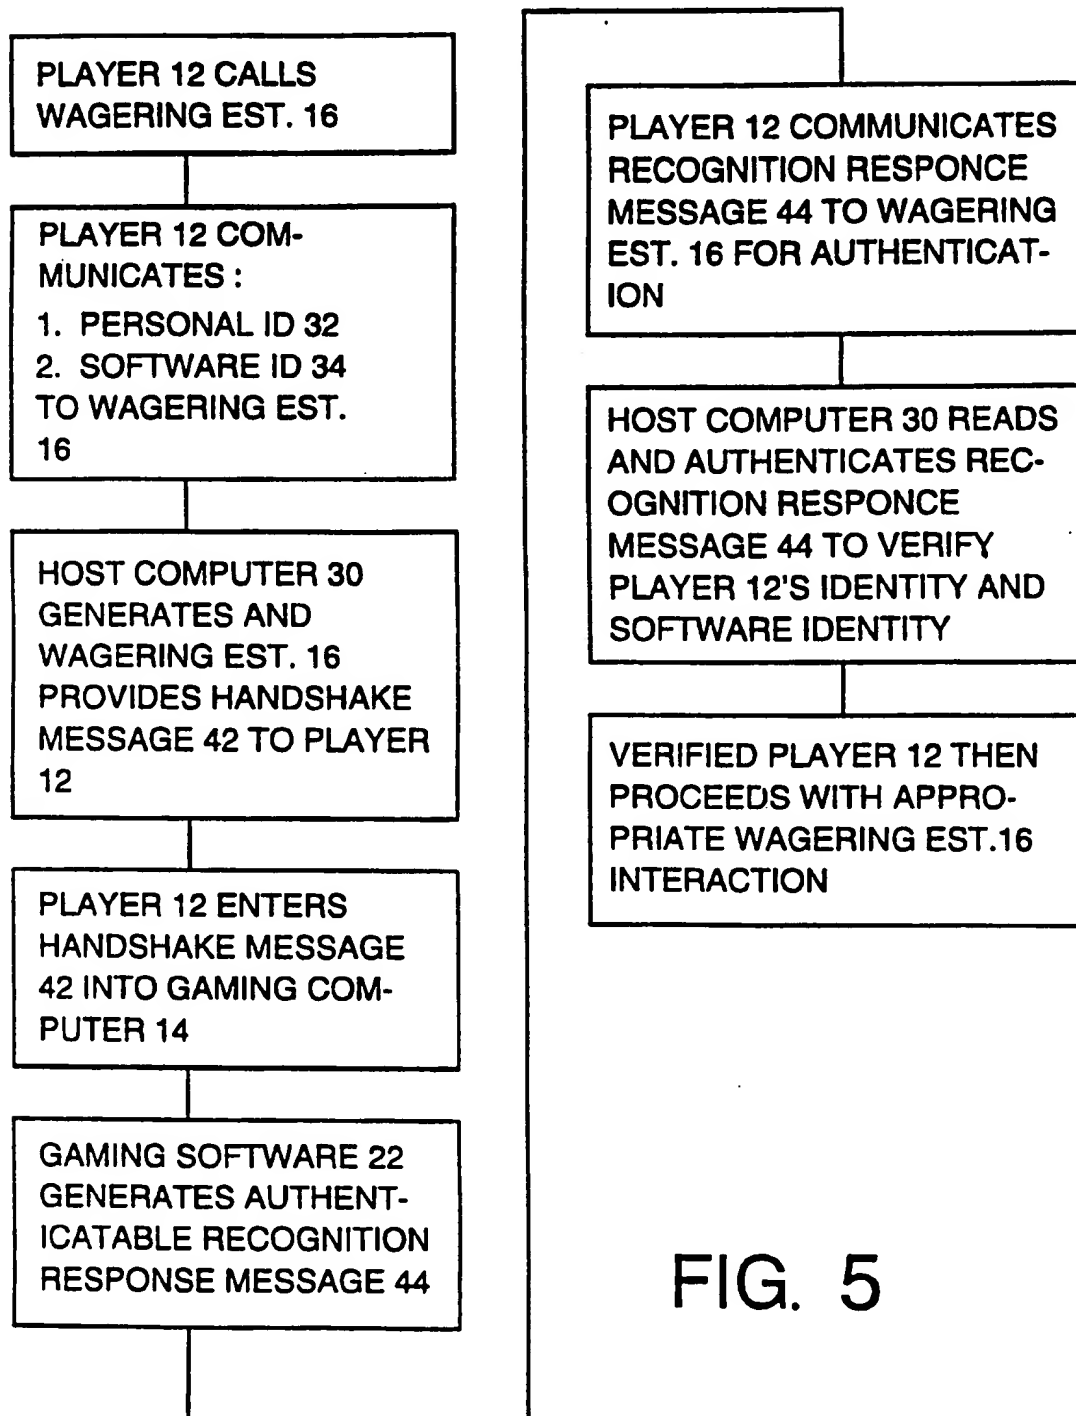 PLAYER 12 CALLS
WAGERING EST. 16
PLAYER 12 COM-
MUNICATES :
1. PERSONAL ID 32
2. SOFTWARE ID 34
TO WAGERING EST.
16
HOST COMPUTER 30
GENERATES AND
WAGERING EST. 16
PROVIDES HANDSHAKE
MESSAGE 42 TO PLAYER
12
PLAYER 12 ENTERS
HANDSHAKE MESSAGE
42 INTO GAMING COM-
PUTER 14
GAMING SOFTWARE 22
GENERATES AUTHENT-
ICATABLE RECOGNITION
RESPONSE MESSAGE 44
PLAYER 12 COMMUNICATES
RECOGNITION RESPONCE
MESSAGE 44 TO WAGERING
EST. 16 FOR AUTHENTICAT-
ION
HOST COMPUTER 30 READS
AND AUTHENTICATES REC-
OGNITION RESPONCE
MESSAGE 44 TO VERIFY
PLAYER 12'S IDENTITY AND
SOFTWARE IDENTITY
VERIFIED PLAYER 12 THEN
PROCEEDS WITH APPRO-
PRIATE WAGERING EST.16
INTERACTION
FIG. 5